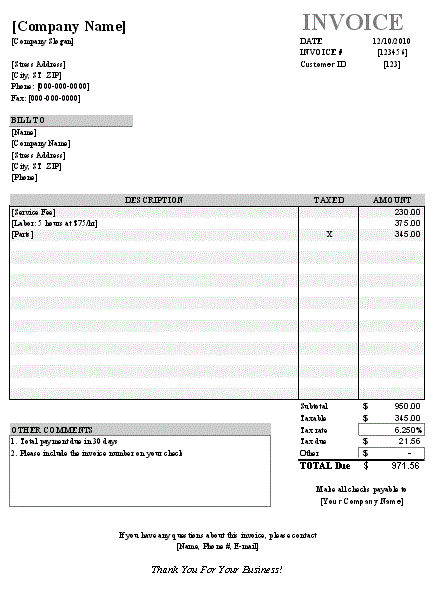 [Company Name]
INVOICE
[Company Slogan]
DATE 12/10/2010
INVOICE # [123456]
[Street Address]
Customer ID [123]
[City, ST ZIP]
Phone: [000-000-0000]
Fax: [000-000-0000]
BILL TO
[Name]
[Company Name]
[Street Address]
[City, ST ZIP]
[Phone]
DESCRIPTION TAXED AMOUNT
[Service Fee] 230.00
[Labor: 5 hours at $75/hr] 375.00
[Parts] X 345.00
Subtotal $ 950.00
Taxable $ 345.00
Tax rate 6.250%
Tax due $ 21.56
Other $ -
TOTAL Due $ 971.56
OTHER COMMENTS
1. Total payment due in 30 days
2. Please include the invoice number on your check
Make all checks payable to
[Your Company Name]
If you have any questions about this invoice, please contact
[Name, Phone #, E-mail]
Thank You For Your Business!